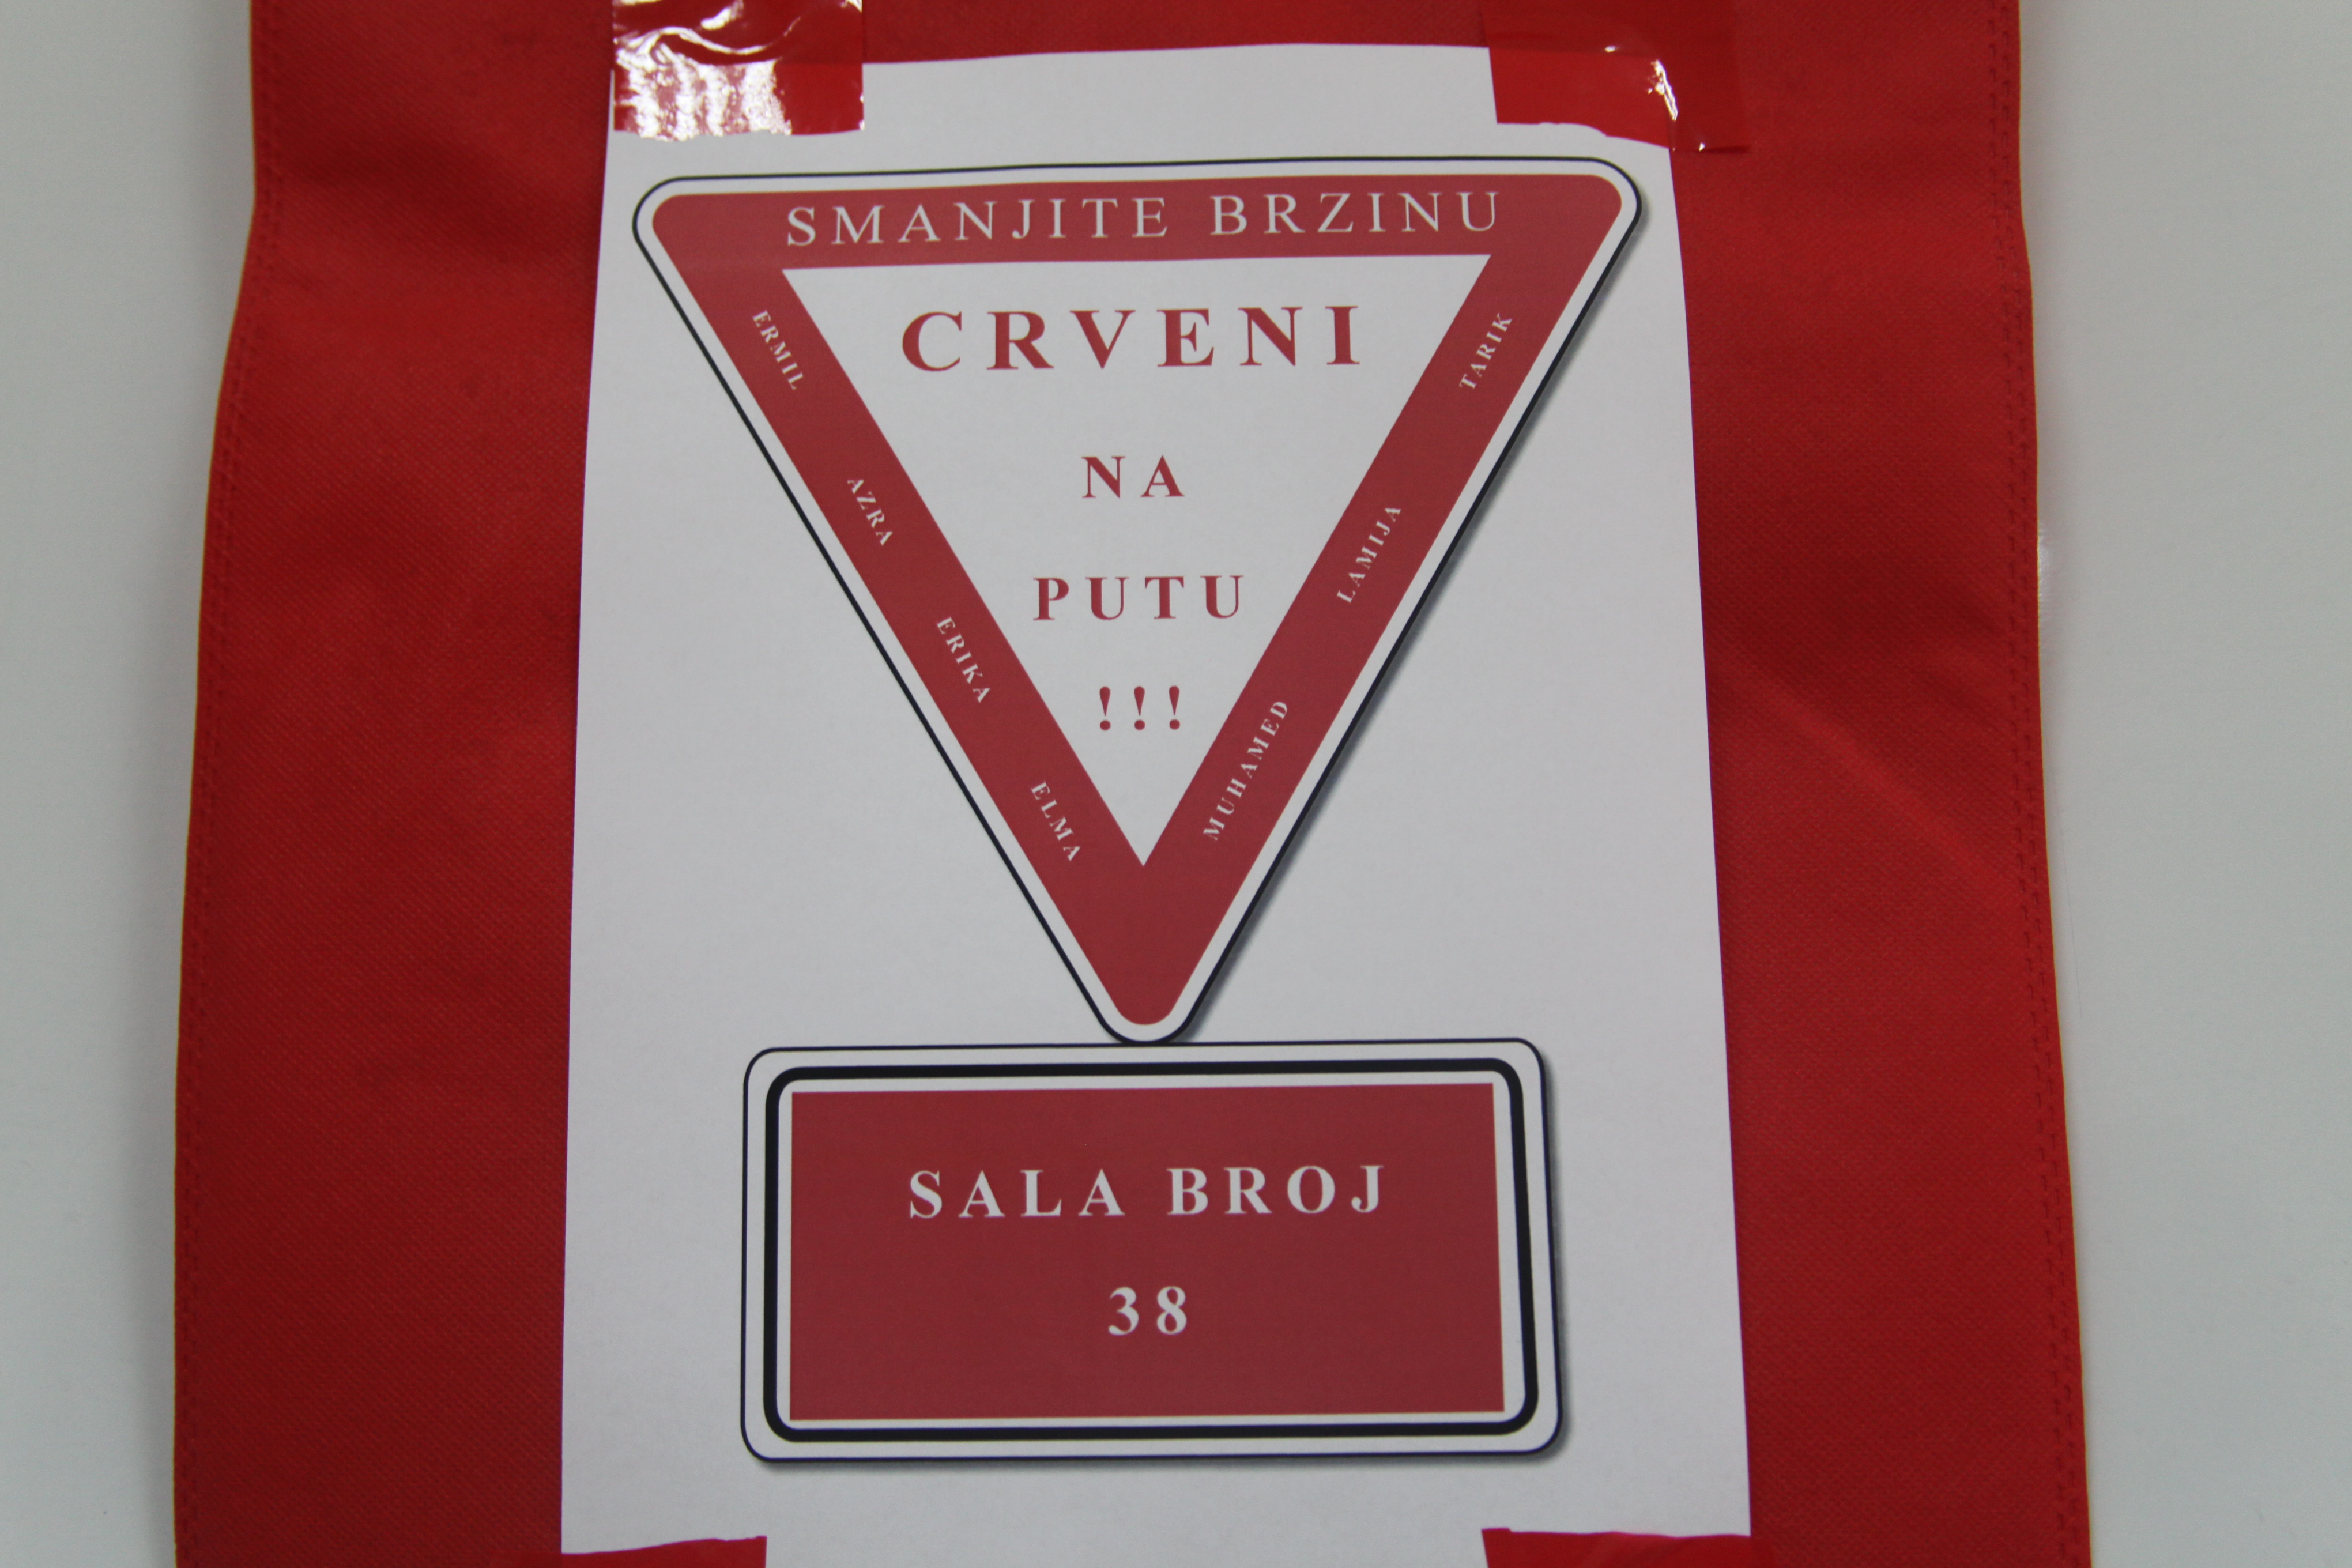 SMANJITE BRZINU
CRVENI
NA
PUTU
!!!
ERMIL
AZRA
ERIKA
ELMA
TARIK
LAMIJA
MUHAMED
SALA BROJ
38